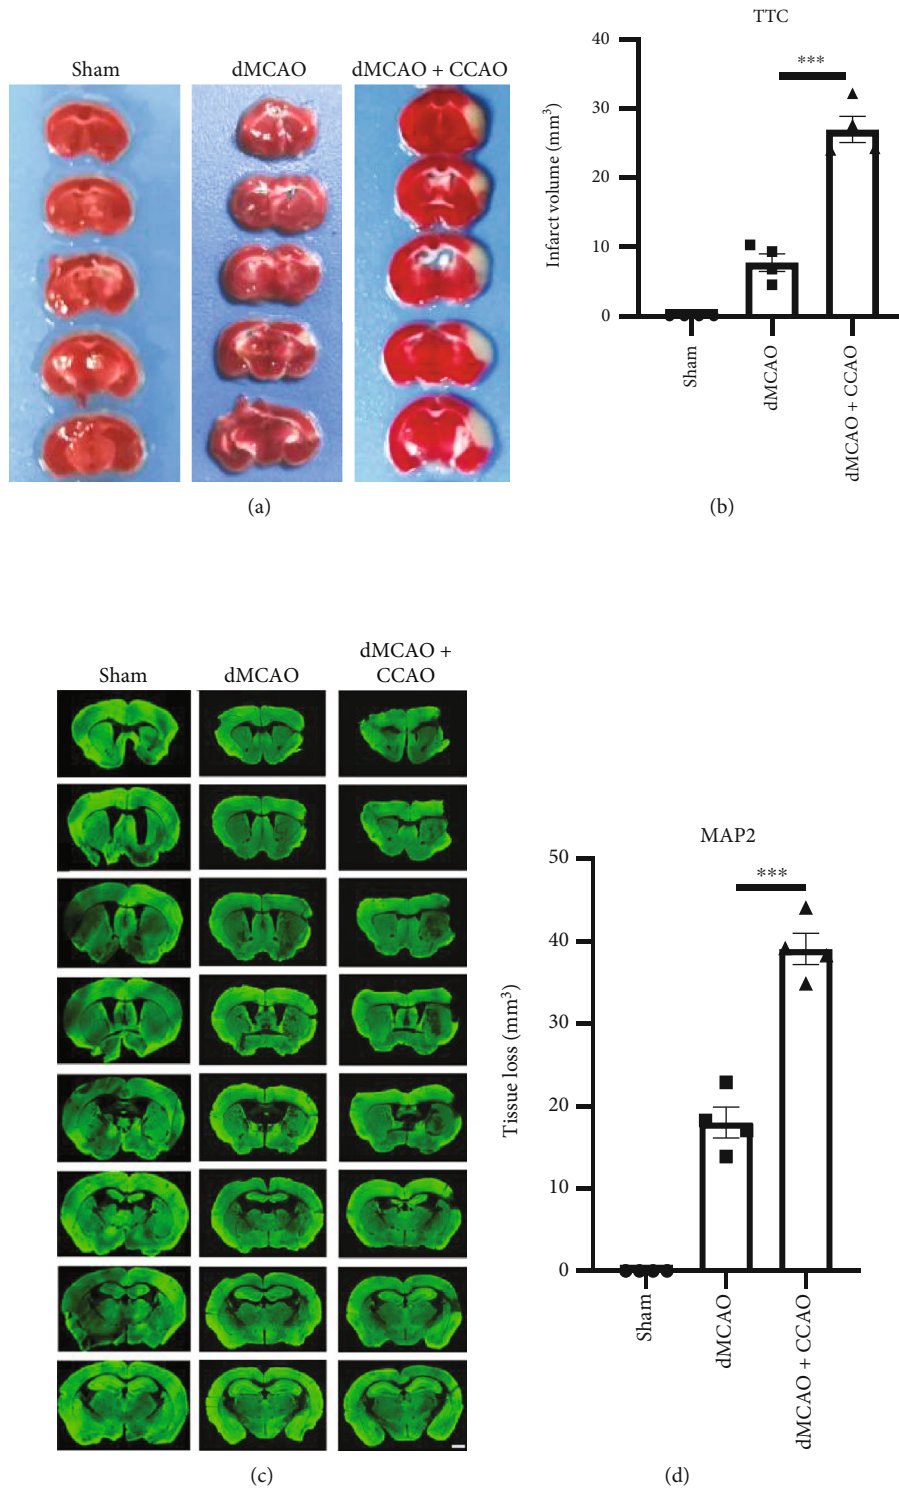 Sham dMCAO dMCAO + CCAO
(a)
TTC
40
30
20
10
0
Infarct volume (mm³)
***
Sham
dMCAO
dMCAO + CCAO
(b)
Sham dMCAO dMCAO +
CCAO
(c)
MAP2
50
40
30
20
10
0
Tissue loss (mm³)
***
Sham
dMCAO
dMCAO + CCAO
(d)